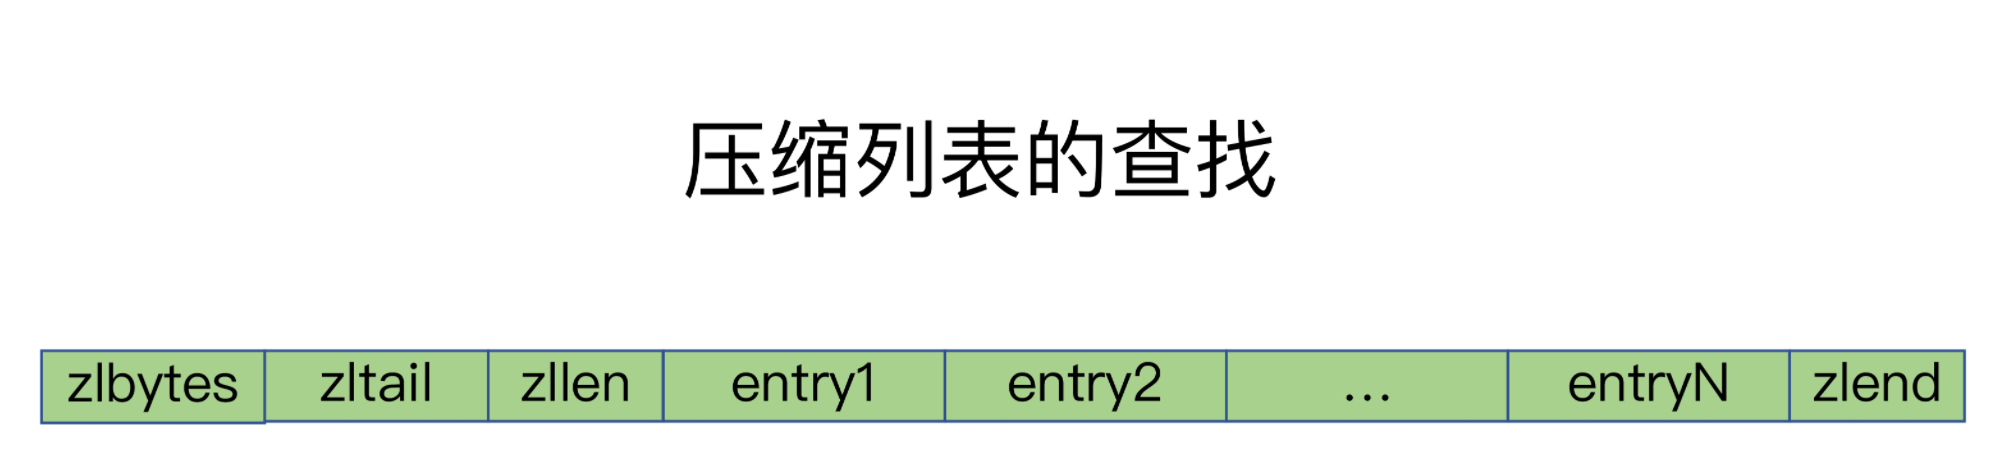 压缩列表的查找
zlbytes zltail zllen entry1 entry2 ... entryN zlend